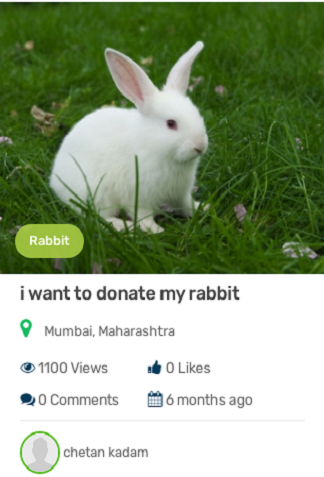 Rabbit
i want to donate my rabbit
Mumbai, Maharashtra
1100 Views 0 Likes
0 Comments 6 months ago
chetan kadam